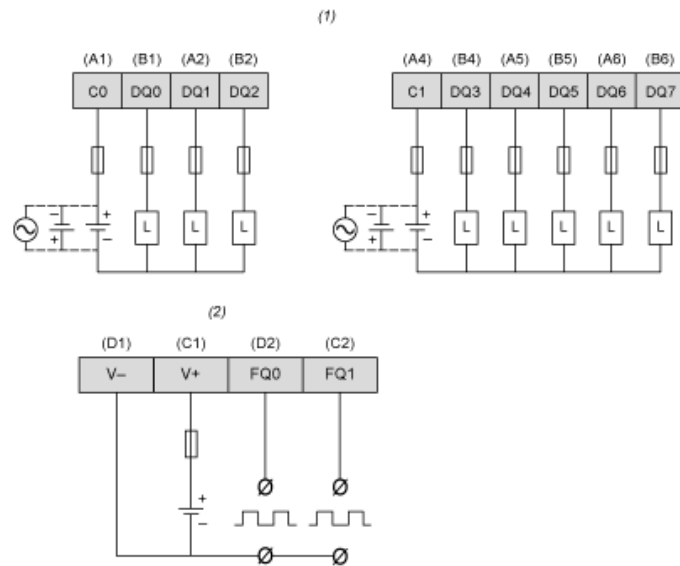 (1)
(A1) (B1) (A2) (B2)
C0 DQ0 DQ1 DQ2
− + + −
L L L
(A4) (B4) (A5) (B5) (A6) (B6)
C1 DQ3 DQ4 DQ5 DQ6 DQ7
− + + −
L L L L L
(2)
(D1) (C1) (D2) (C2)
V− V+ FQ0 FQ1
+
−